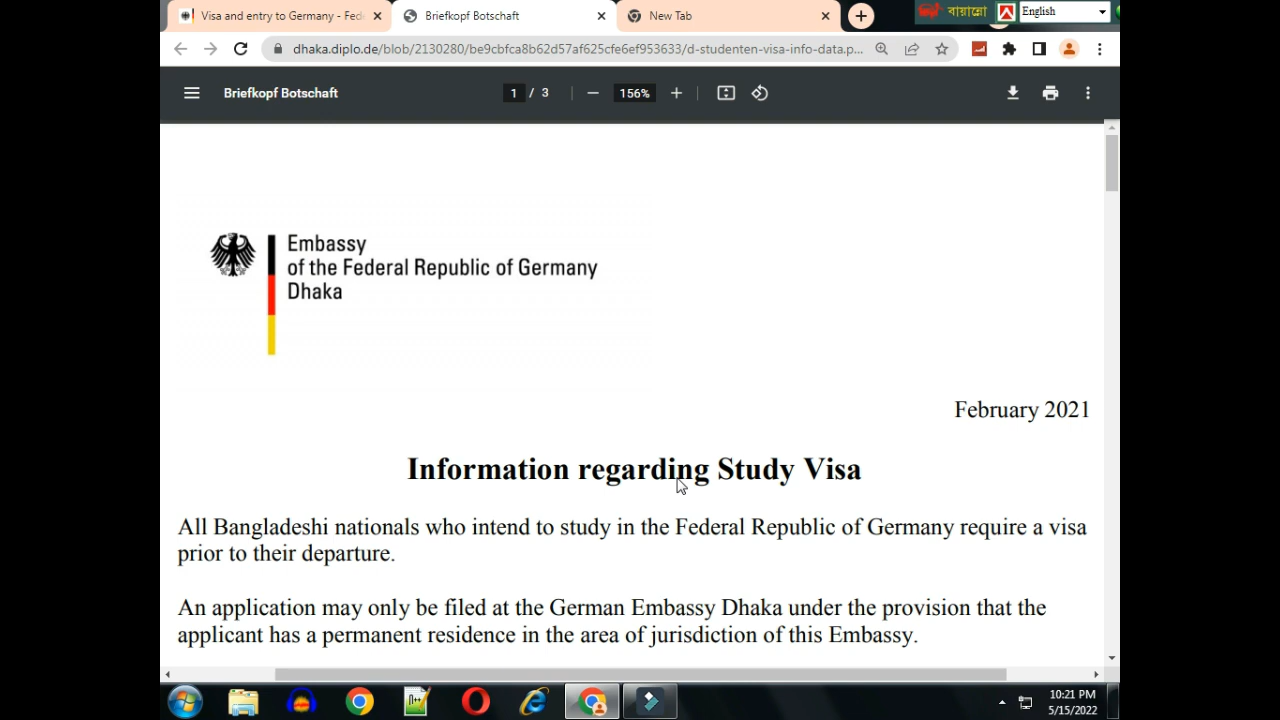 Visa and entry to Germany - Fede
Briefkopf Botschaft
New Tab
বায়ান্নো
English
dhaka.diplo.de/blob/2130280/be9cbfca8b62d57af625cfe6ef953633/d-studenten-visa-info-data.p...
Briefkopf Botschaft
1 / 3
156%
Embassy
of the Federal Republic of Germany
Dhaka
February 2021
Information regarding Study Visa
All Bangladeshi nationals who intend to study in the Federal Republic of Germany require a visa
prior to their departure.
An application may only be filed at the German Embassy Dhaka under the provision that the
applicant has a permanent residence in the area of jurisdiction of this Embassy.
10:21 PM
5/15/2022